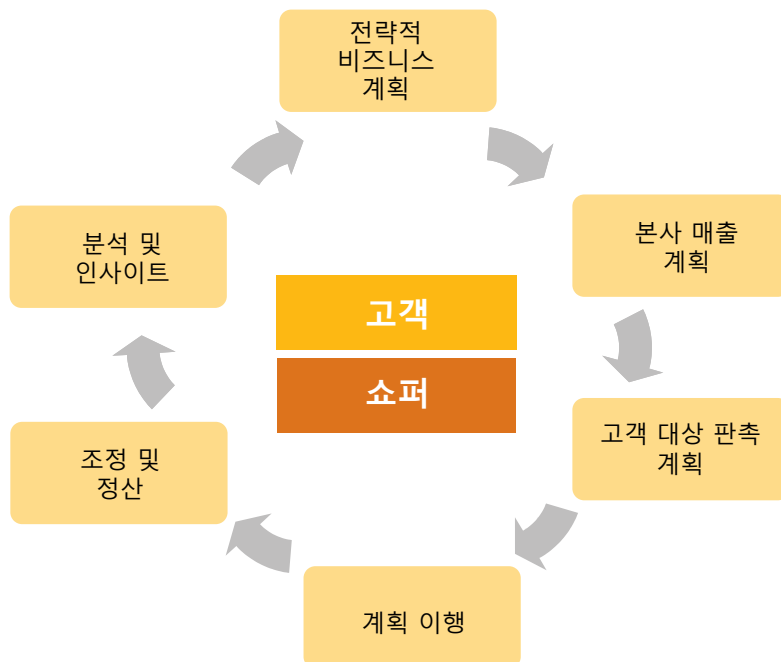 전략적
비즈니스
계획
본사 매출
계획
고객 대상 판촉
계획
계획 이행
조정 및
정산
분석 및
인사이트
고객
쇼퍼